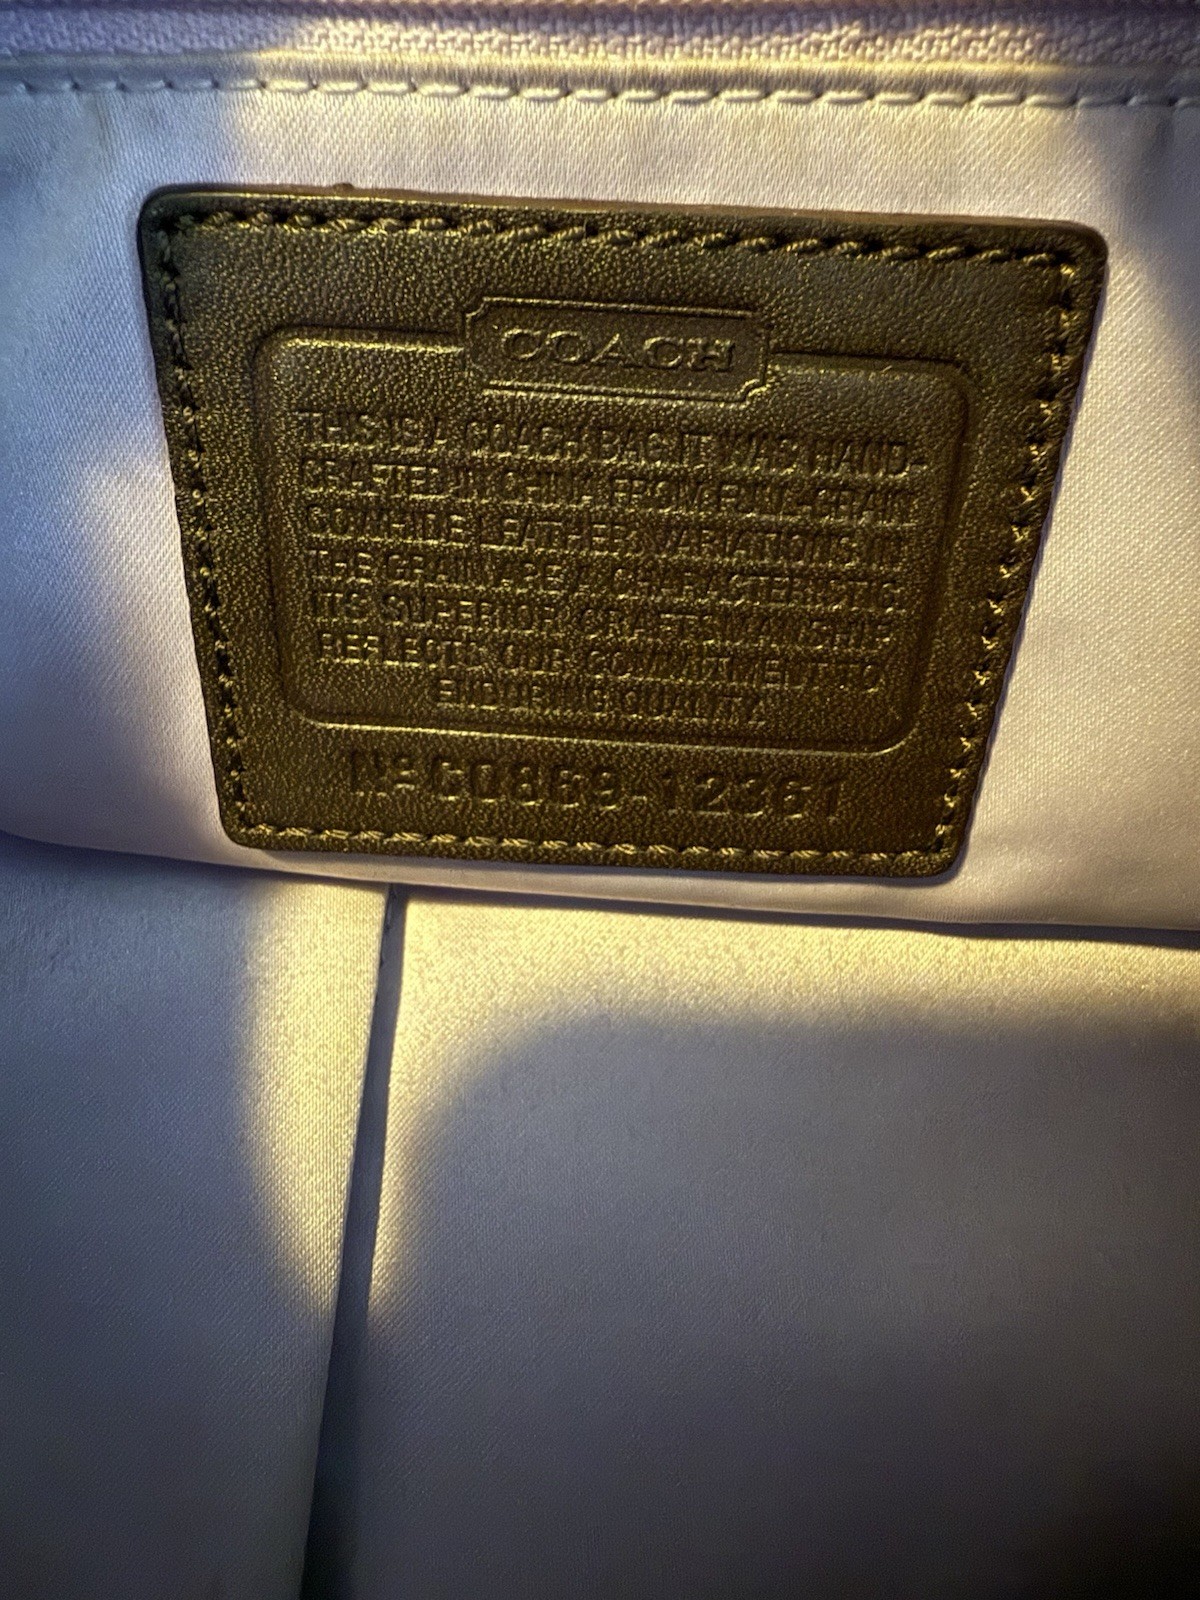 COACH
THIS IS A COACH BAG. IT WAS HAND-
CRAFTED IN CHINA FROM FULL-GRAIN
COWHIDE LEATHER. VARIATIONS IN
THE GRAIN ARE A CHARACTERISTIC.
ITS SUPERIOR CRAFTSMANSHIP
REFLECTS OUR COMMITMENT TO
ENDURING QUALITY.
Nº C0869-12361